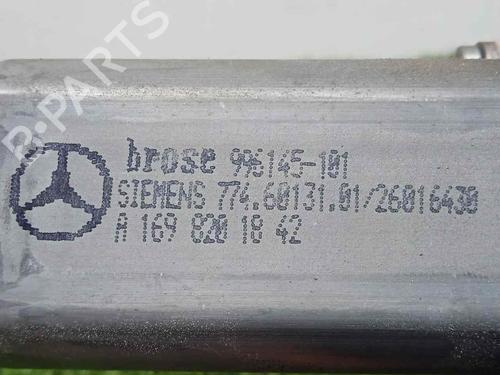 brose 996145-101
SIEMENS 774.60131.01/26016430
A 169 820 18 42
R-PARTS